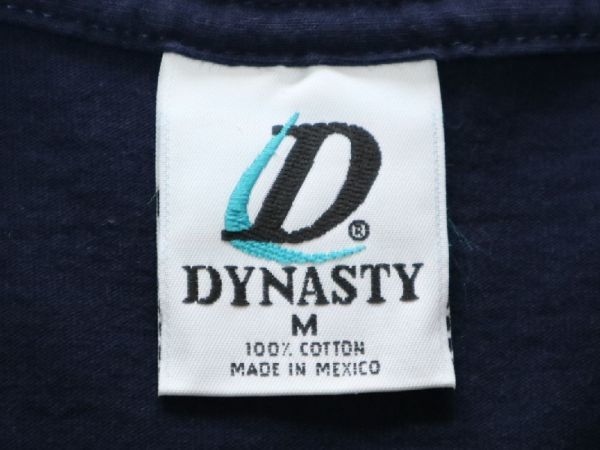 D®
DYNASTY
M
100% COTTON
MADE IN MEXICO